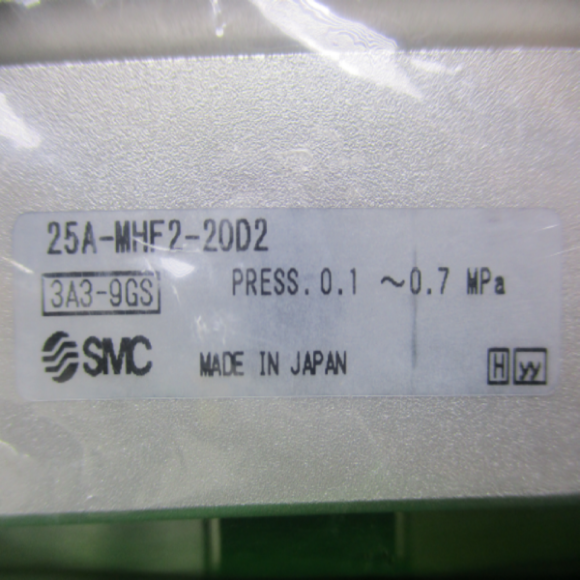 25A-MHF2-20D2
3A3-9GS PRESS. 0.1 ～0.7 MPa
SMC MADE IN JAPAN H yy